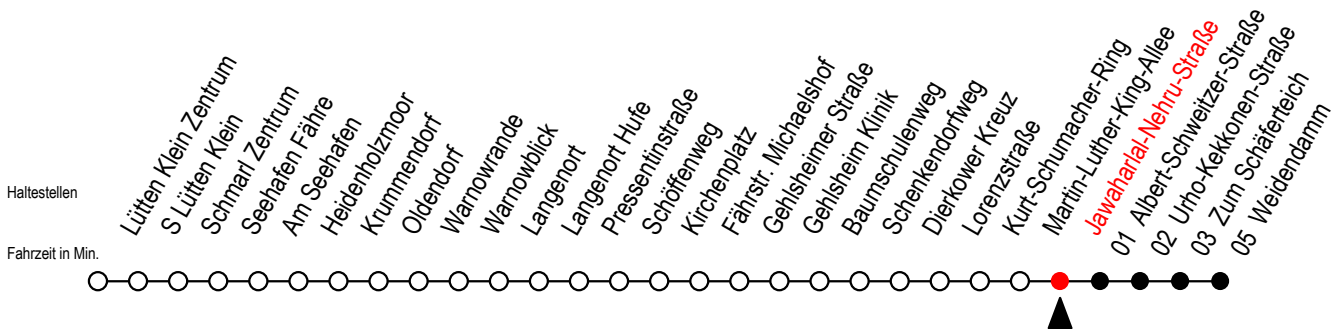 Haltestellen
Fahrzeit in Min.
Lütten Klein Zentrum
S Lütten Klein
Schmarl Zentrum
Seehafen Fähre
Am Seehafen
Heidenholzmoor
Krummendorf
Oldendorf
Warnowrande
Warnowblick
Langenort
Langenort Hufe
Pressentinstraße
Schöffenweg
Kirchenplatz
Fährstr. Michaelshof
Gehlsheimer Straße
Gehlsheim Klinik
Baumschulenweg
Schenkendorfweg
Dierkower Kreuz
Lorenzstraße
Kurt-Schumacher-Ring
Martin-Luther-King-Allee
Jawaharlal-Nehru-Straße
01 Albert-Schweitzer-Straße
02 Urho-Kekkonen-Straße
03 Zum Schäferteich
05 Weidendamm